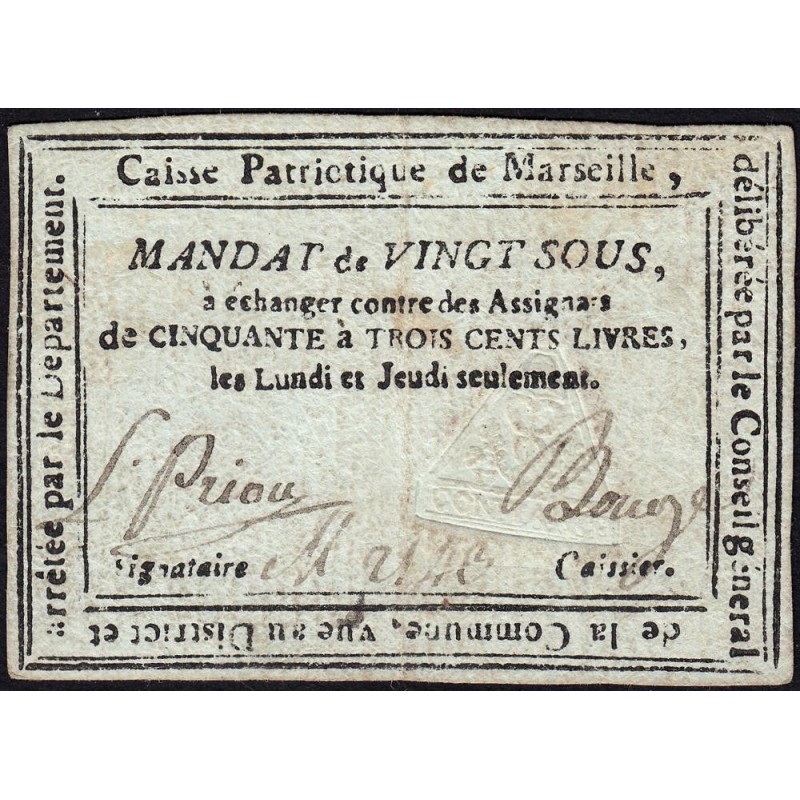 Caisse Patriotique de Marseille,
délibérée par le Conseil général
de la Commune, vue au District et
arrêtée par le Département.
MANDAT de VINGT SOUS,
à échanger contre des Assignats
de CINQUANTE à TROIS CENTS LIVRES,
les Lundi et Jeudi seulement.
Priou
Signataire
Caissier.